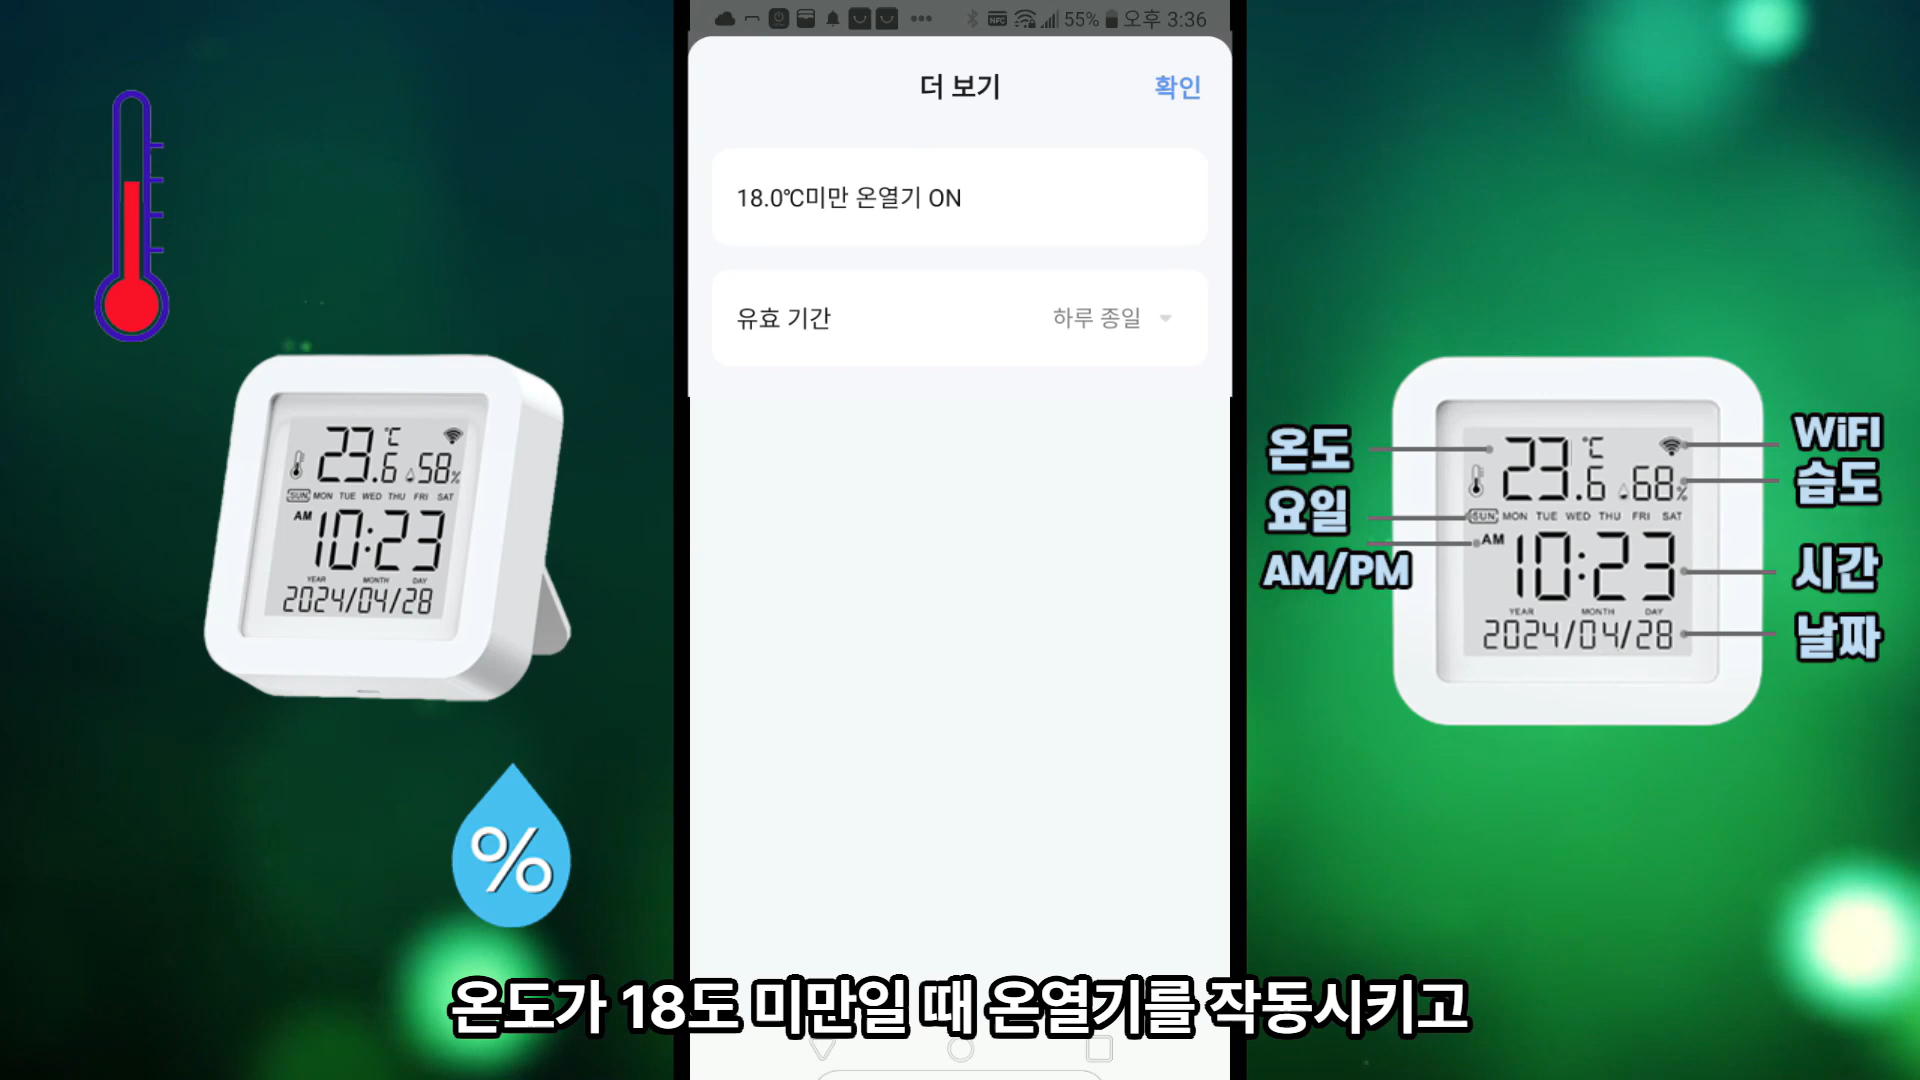 NFC 55% 오후 3:36
더 보기 확인
18.0℃미만 온열기 ON
유효 기간 하루 종일
23.6 ℃ 58%
SUN MON TUE WED THU FRI SAT
AM 10:23
YEAR MONTH DAY
2024/04/28
%
온도
요일
AM/PM
23.6 ℃ 68%
SUN MON TUE WED THU FRI SAT
AM 10:23
YEAR MONTH DAY
2024/04/28
WiFI
습도
시간
날짜
온도가 18도 미만일 때 온열기를 작동시키고